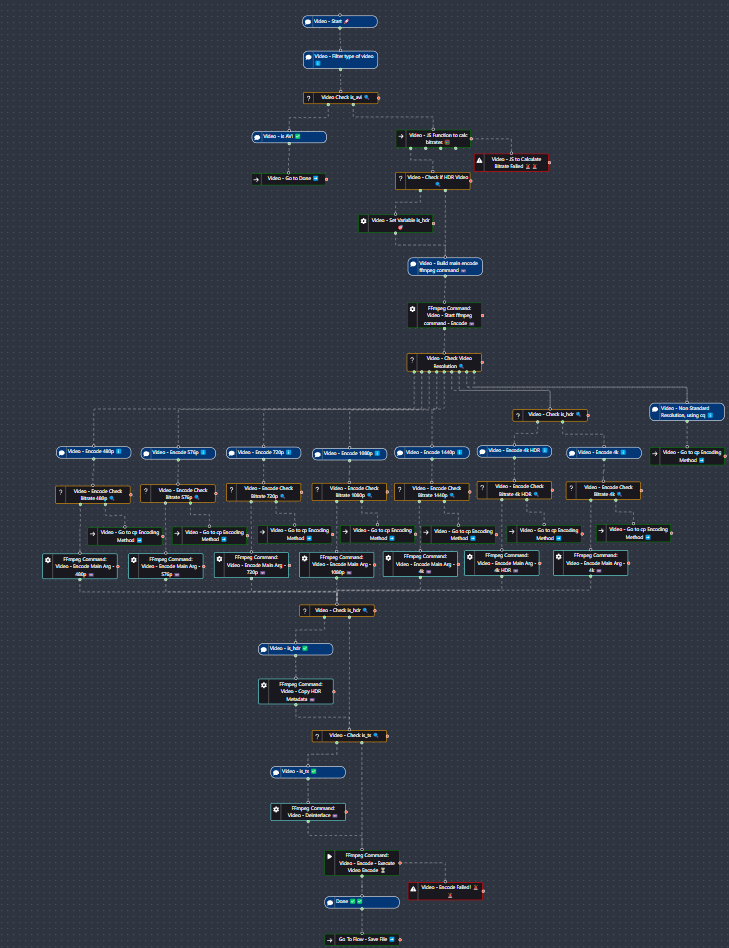 Video - Start 🚀
Video - Filter type of video
ℹ️
Video Check is_avi 🔍
Video - is AVI ✅
Video - JS Function to calc
bitrates
Video - JS to Calculate
Bitrate Failed 🚨 🚨
Video - Go to Done ➡️
Video - Check if HDR Video
🔍
Video - Set Variable is_hdr
Video - Build main encode
ffmpeg command
FFmpeg Command:
Video - Start ffmpeg
command - Encode
Video - Check Video
Resolution 🔍
Video - Check is_hdr 🔍
Video - Non Standard
Resolution, using cq ℹ️
Video - Encode 480p ℹ️
Video - Encode 576p ℹ️
Video - Encode 720p ℹ️
Video - Encode 1080p ℹ️
Video - Encode 1440p ℹ️
Video - Encode 4k HDR ℹ️
Video - Encode 4k ℹ️
Video - Go to cp Encoding
Method ➡️
Video - Encode Check
Bitrate 480p 🔍
Video - Encode Check
Bitrate 576p 🔍
Video - Encode Check
Bitrate 720p 🔍
Video - Encode Check
Bitrate 1080p 🔍
Video - Encode Check
Bitrate 1440p 🔍
Video - Encode Check
Bitrate 4k HDR 🔍
Video - Encode Check
Bitrate 4k 🔍
Video - Go to cp Encoding
Method ➡️
Video - Go to cp Encoding
Method ➡️
Video - Go to cp Encoding
Method ➡️
Video - Go to cp Encoding
Method ➡️
Video - Go to cp Encoding
Method ➡️
Video - Go to cp Encoding
Method ➡️
Video - Go to cp Encoding
Method ➡️
FFmpeg Command:
Video - Encode Main Arg -
480p
FFmpeg Command:
Video - Encode Main Arg -
576p
FFmpeg Command:
Video - Encode Main Arg -
720p
FFmpeg Command:
Video - Encode Main Arg -
1080p
FFmpeg Command:
Video - Encode Main Arg -
4k
FFmpeg Command:
Video - Encode Main Arg -
4k HDR
FFmpeg Command:
Video - Encode Main Arg -
4k
Video - Check is_hdr 🔍
Video - is_hdr ✅
FFmpeg Command:
Video - Copy HDR
Metadata
Video - Check is_ts 🔍
Video - is_ts ✅
FFmpeg Command:
Video - Deinterlace
FFmpeg Command:
Video - Encode - Execute
Video Encode ⏳
Video - Encode Failed! 🚨
🚨
Done ✅ ✅
Go To Flow - Save File ➡️